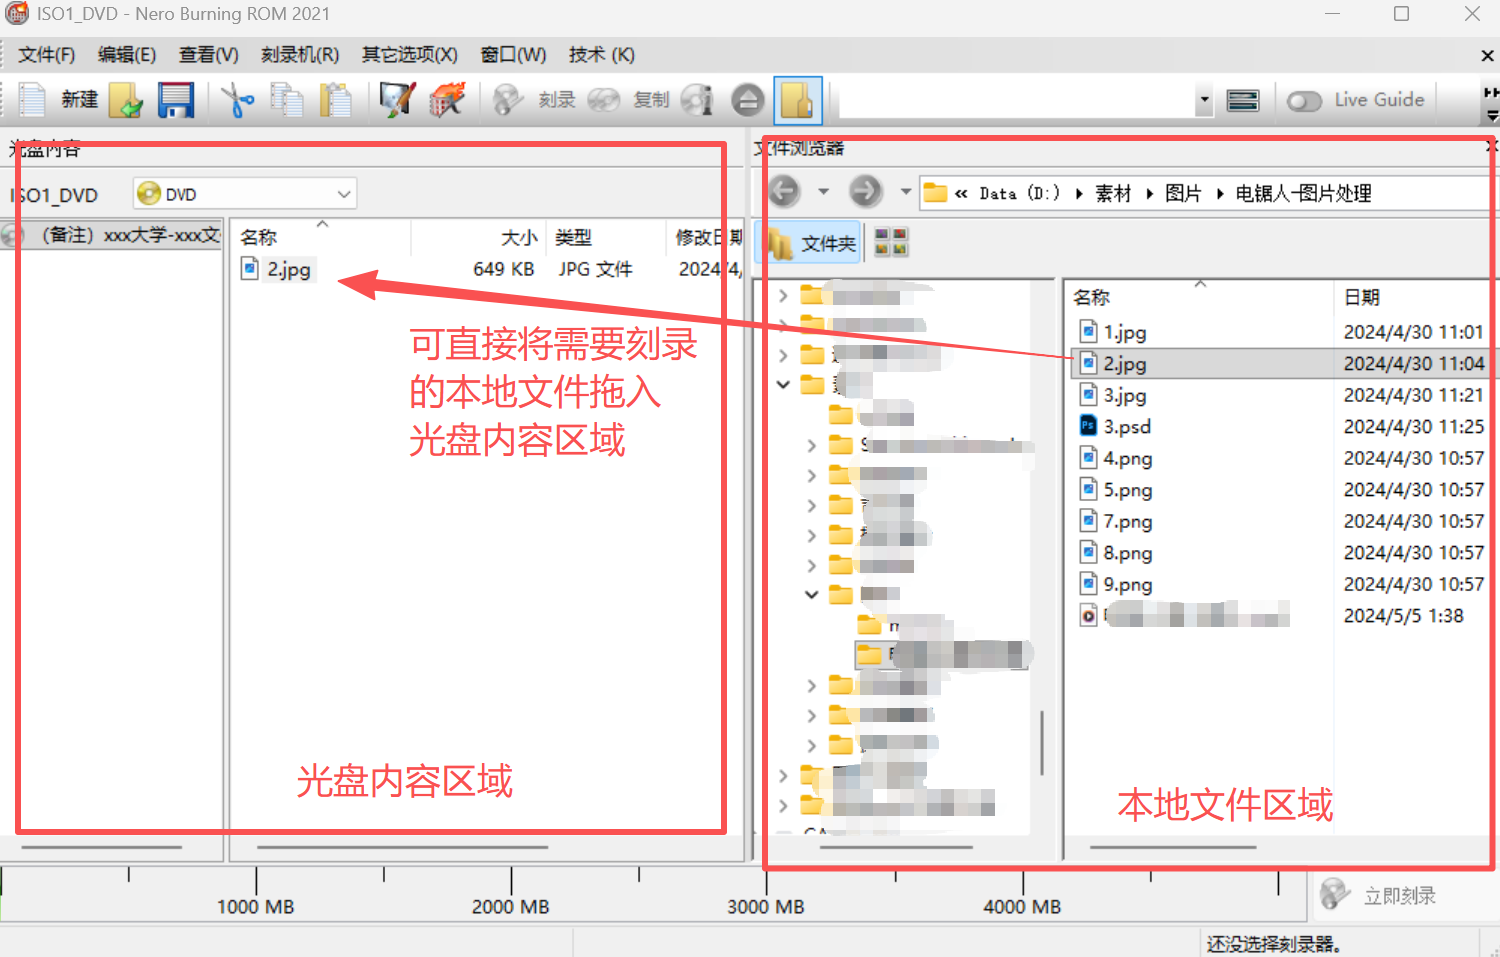 ISO1_DVD - Nero Burning ROM 2021
文件(F) 编辑(E) 查看(V) 刻录机(R) 其它选项(X) 窗口(W) 技术 (K)
新建 刻录 复制 Live Guide
光盘内容
ISO1_DVD DVD
（备注）xxx大学-xxx文
名称 大小 类型 修改日期
2.jpg 649 KB JPG 文件 2024/4/
可直接将需要刻录
的本地文件拖入
光盘内容区域
光盘内容区域
文件浏览器
« Data (D:) 素材 图片 电锯人-图片处理
文件夹
名称 日期
1.jpg 2024/4/30 11:01
2.jpg 2024/4/30 11:04
3.jpg 2024/4/30 11:21
3.psd 2024/4/30 11:25
4.png 2024/4/30 10:57
5.png 2024/4/30 10:57
7.png 2024/4/30 10:57
8.png 2024/4/30 10:57
9.png 2024/4/30 10:57
2024/5/5 1:38
本地文件区域
1000 MB 2000 MB 3000 MB 4000 MB
立即刻录
还没选择刻录器。